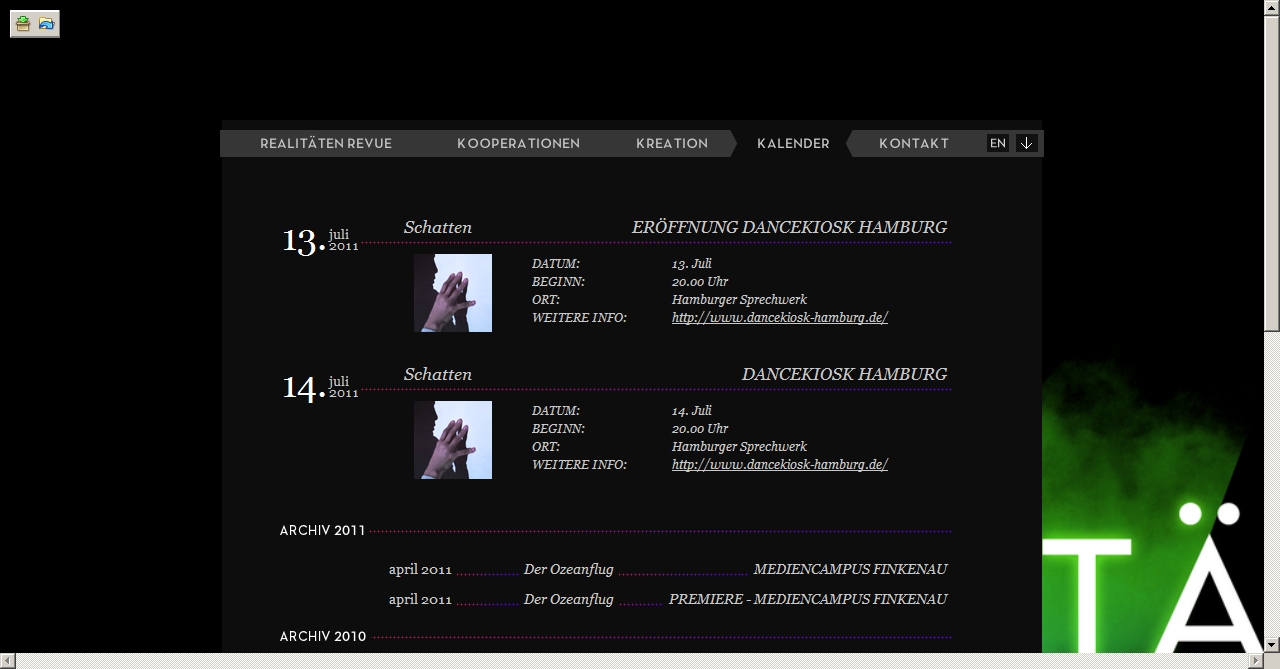 REALITÄTEN REVUE KOOPERATIONEN KREATION KALENDER KONTAKT EN
13. juli 2011 Schatten ERÖFFNUNG DANCEKIOSK HAMBURG
DATUM: 13. Juli
BEGINN: 20.00 Uhr
ORT: Hamburger Sprechwerk
WEITERE INFO: http://www.dancekiosk-hamburg.de/
14. juli 2011 Schatten DANCEKIOSK HAMBURG
DATUM: 14. Juli
BEGINN: 20.00 Uhr
ORT: Hamburger Sprechwerk
WEITERE INFO: http://www.dancekiosk-hamburg.de/
TÄ
ARCHIV 2011
april 2011 Der Ozeanflug MEDIENCAMPUS FINKENAU
april 2011 Der Ozeanflug PREMIERE - MEDIENCAMPUS FINKENAU
ARCHIV 2010